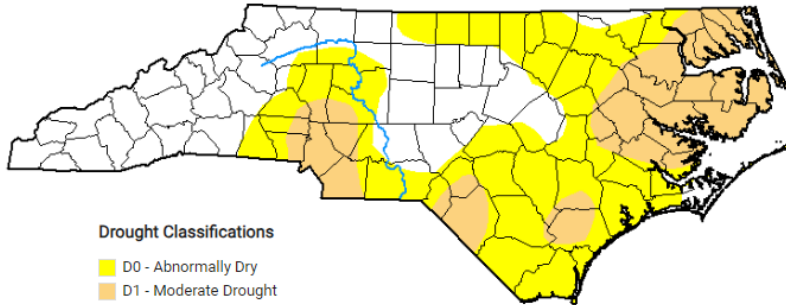 Drought Classifications
D0 - Abnormally Dry
D1 - Moderate Drought